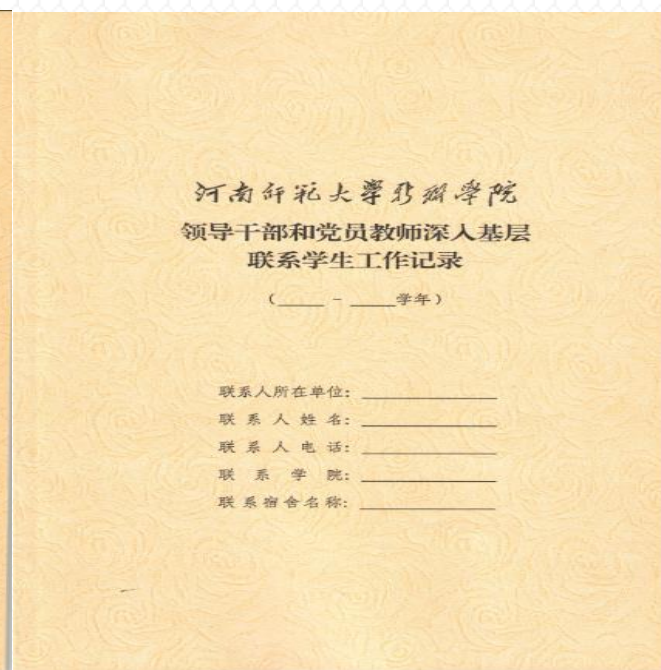 河南师范大学新联学院
领导干部和党员教师深入基层
联系学生工作记录
（____ - ____学年）
联系人所在单位：
联系人姓名：
联系人电话：
联系学院：
联系宿舍名称：